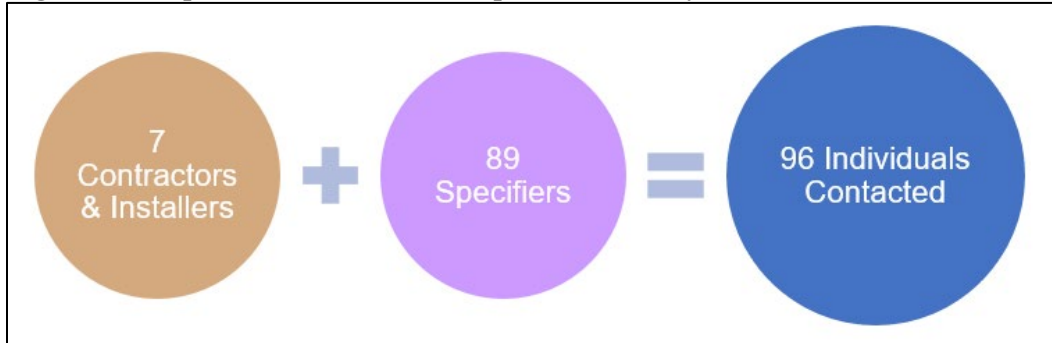 7
Contractors
& Installers
89
Specifiers
96 Individuals
Contacted